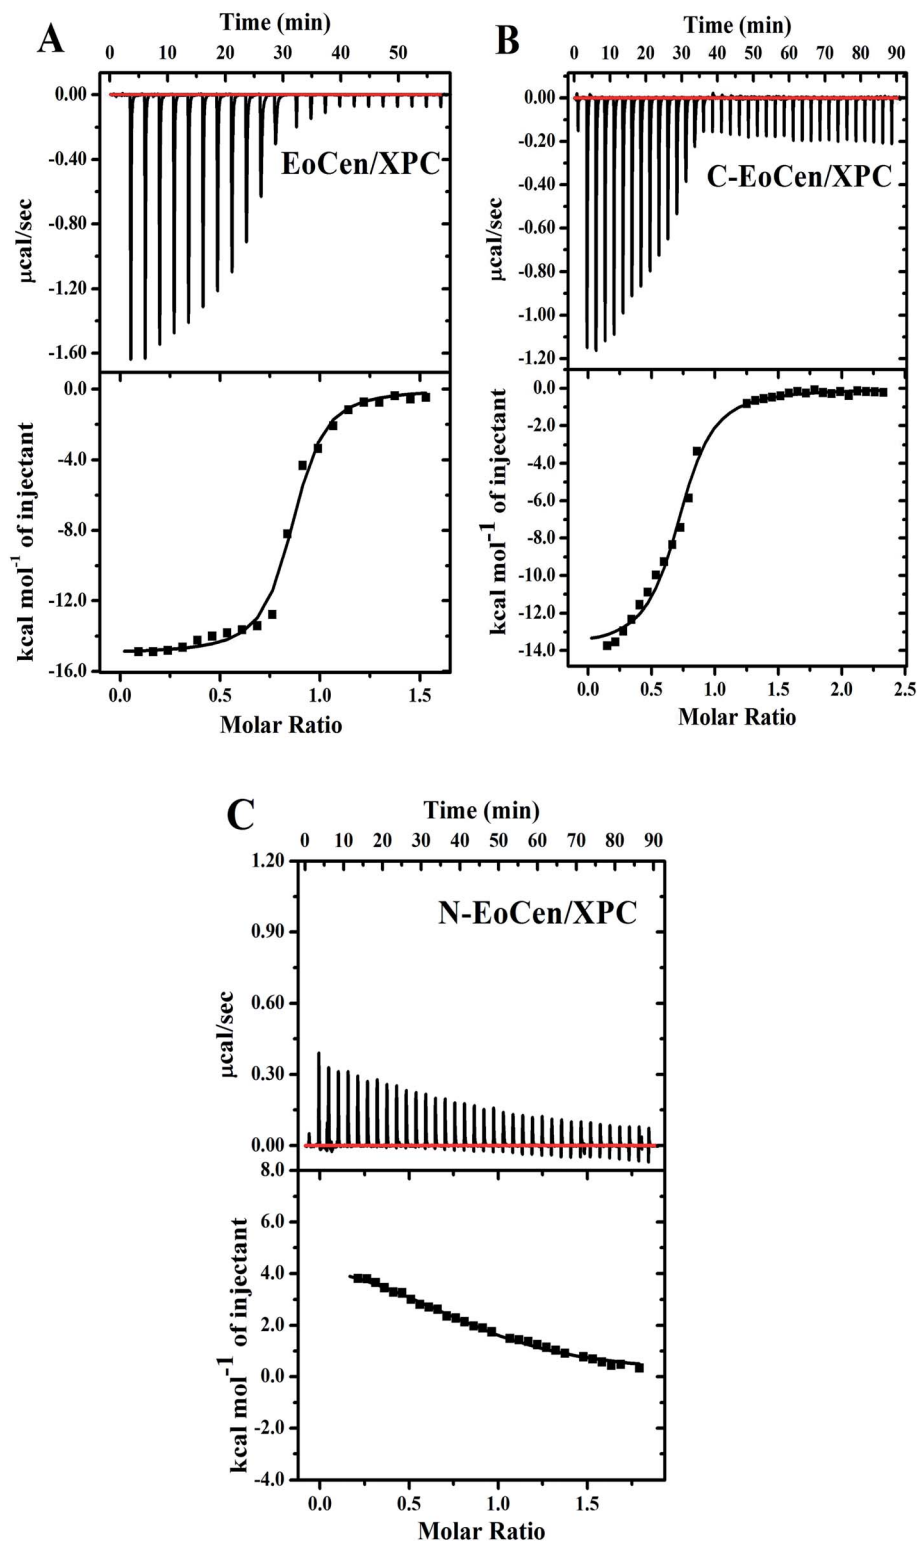 A
Time (min)
0 10 20 30 40 50
0.00
-0.40
-0.80
-1.20
-1.60
µcal/sec
EoCen/XPC
0.0
-4.0
-8.0
-12.0
-16.0
kcal mol⁻¹ of injectant
0.0 0.5 1.0 1.5
Molar Ratio
B
Time (min)
0 10 20 30 40 50 60 70 80 90
0.00
-0.20
-0.40
-0.60
-0.80
-1.00
-1.20
µcal/sec
C-EoCen/XPC
0.0
-2.0
-4.0
-6.0
-8.0
-10.0
-12.0
-14.0
kcal mol⁻¹ of injectant
0.0 0.5 1.0 1.5 2.0 2.5
Molar Ratio
C
Time (min)
0 10 20 30 40 50 60 70 80 90
1.20
0.90
0.60
0.30
0.00
µcal/sec
N-EoCen/XPC
8.0
6.0
4.0
2.0
0.0
-2.0
-4.0
kcal mol⁻¹ of injectant
0.0 0.5 1.0 1.5
Molar Ratio